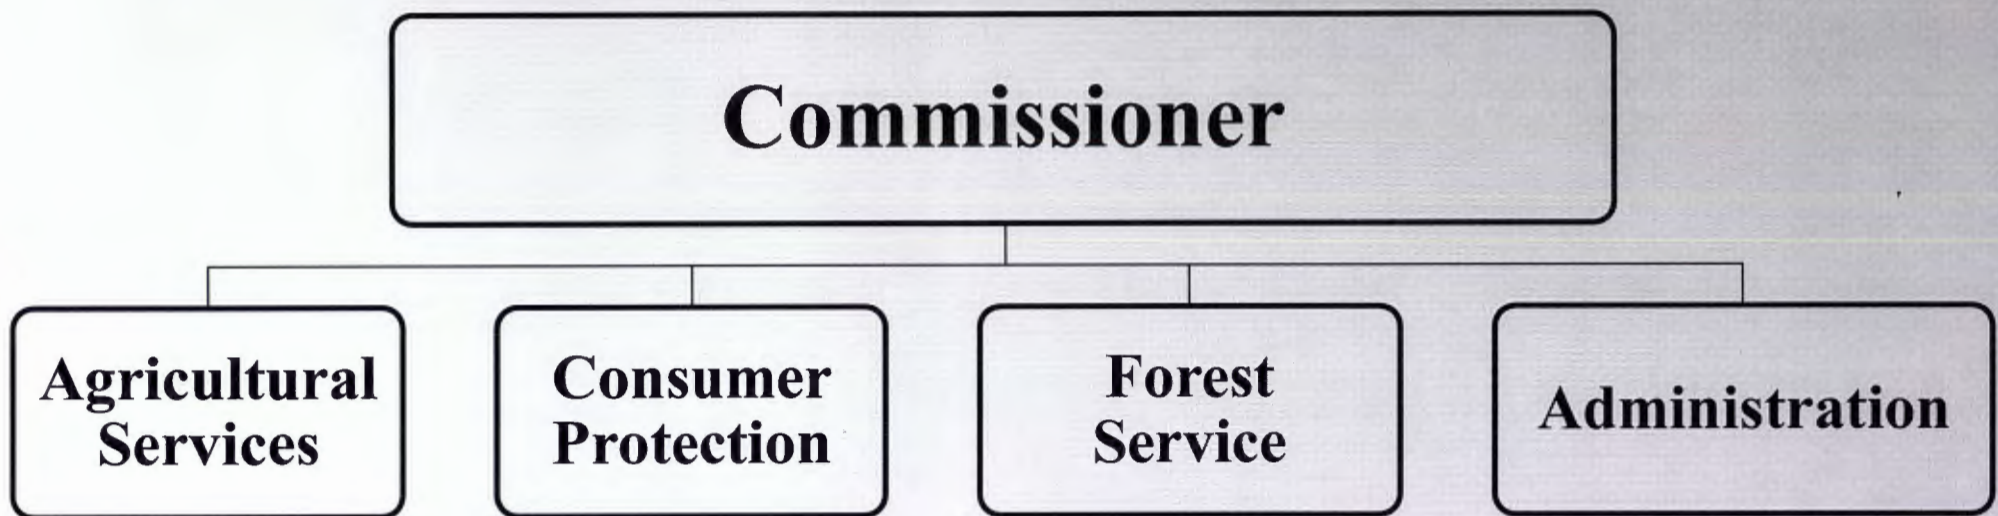 Commissioner
Agricultural
Services
Consumer
Protection
Forest
Service
Administration